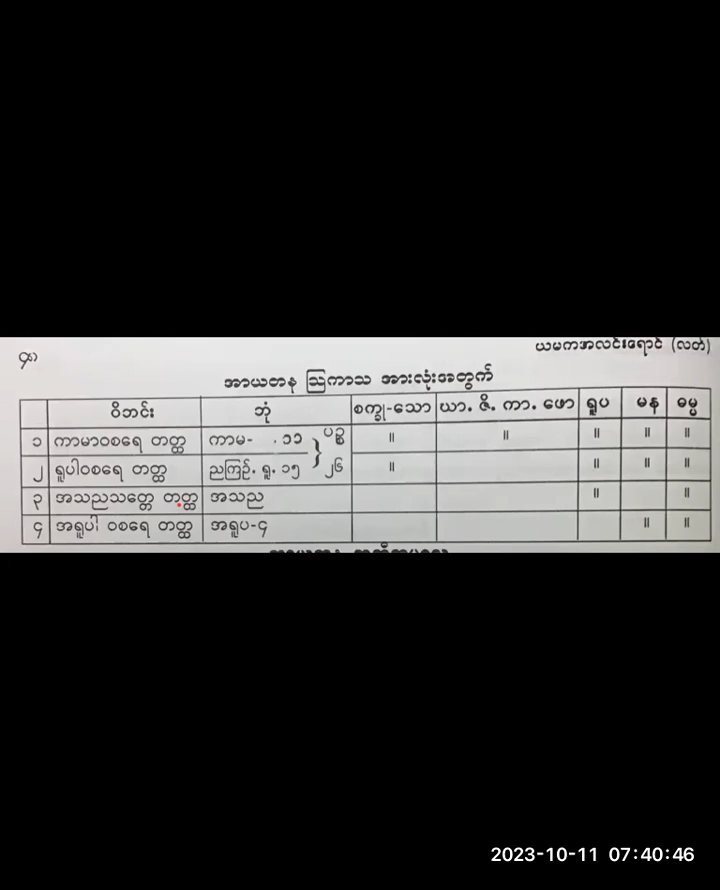 ၄၁
ယမကအလင်းရောင် (လတ်)
အာယတန ဩကာသ အားလုံးအတွက်
ဝိဘင်း ဘုံ စက္ခု-သော ဃာ. ဇိ. ကာ. ဖော ရူပ မန ဓမ္မ
၁ ကာမာဝစရေ တတ္ထ ကာမ- . ၁၁ ပဉ္စ ॥ ॥ ॥ ॥ ॥
၂ ရူပါဝစရေ တတ္ထ ညကြဉ်. ရူ. ၁၅ ၂၆ ॥ ॥ ॥ ॥
၃ အသညသတ္တေ တတ္ထ အသည ॥ ॥
၄ အရူပါ ဝစရေ တတ္ထ အရူပ-၄ ॥ ॥
2023-10-11 07:40:46